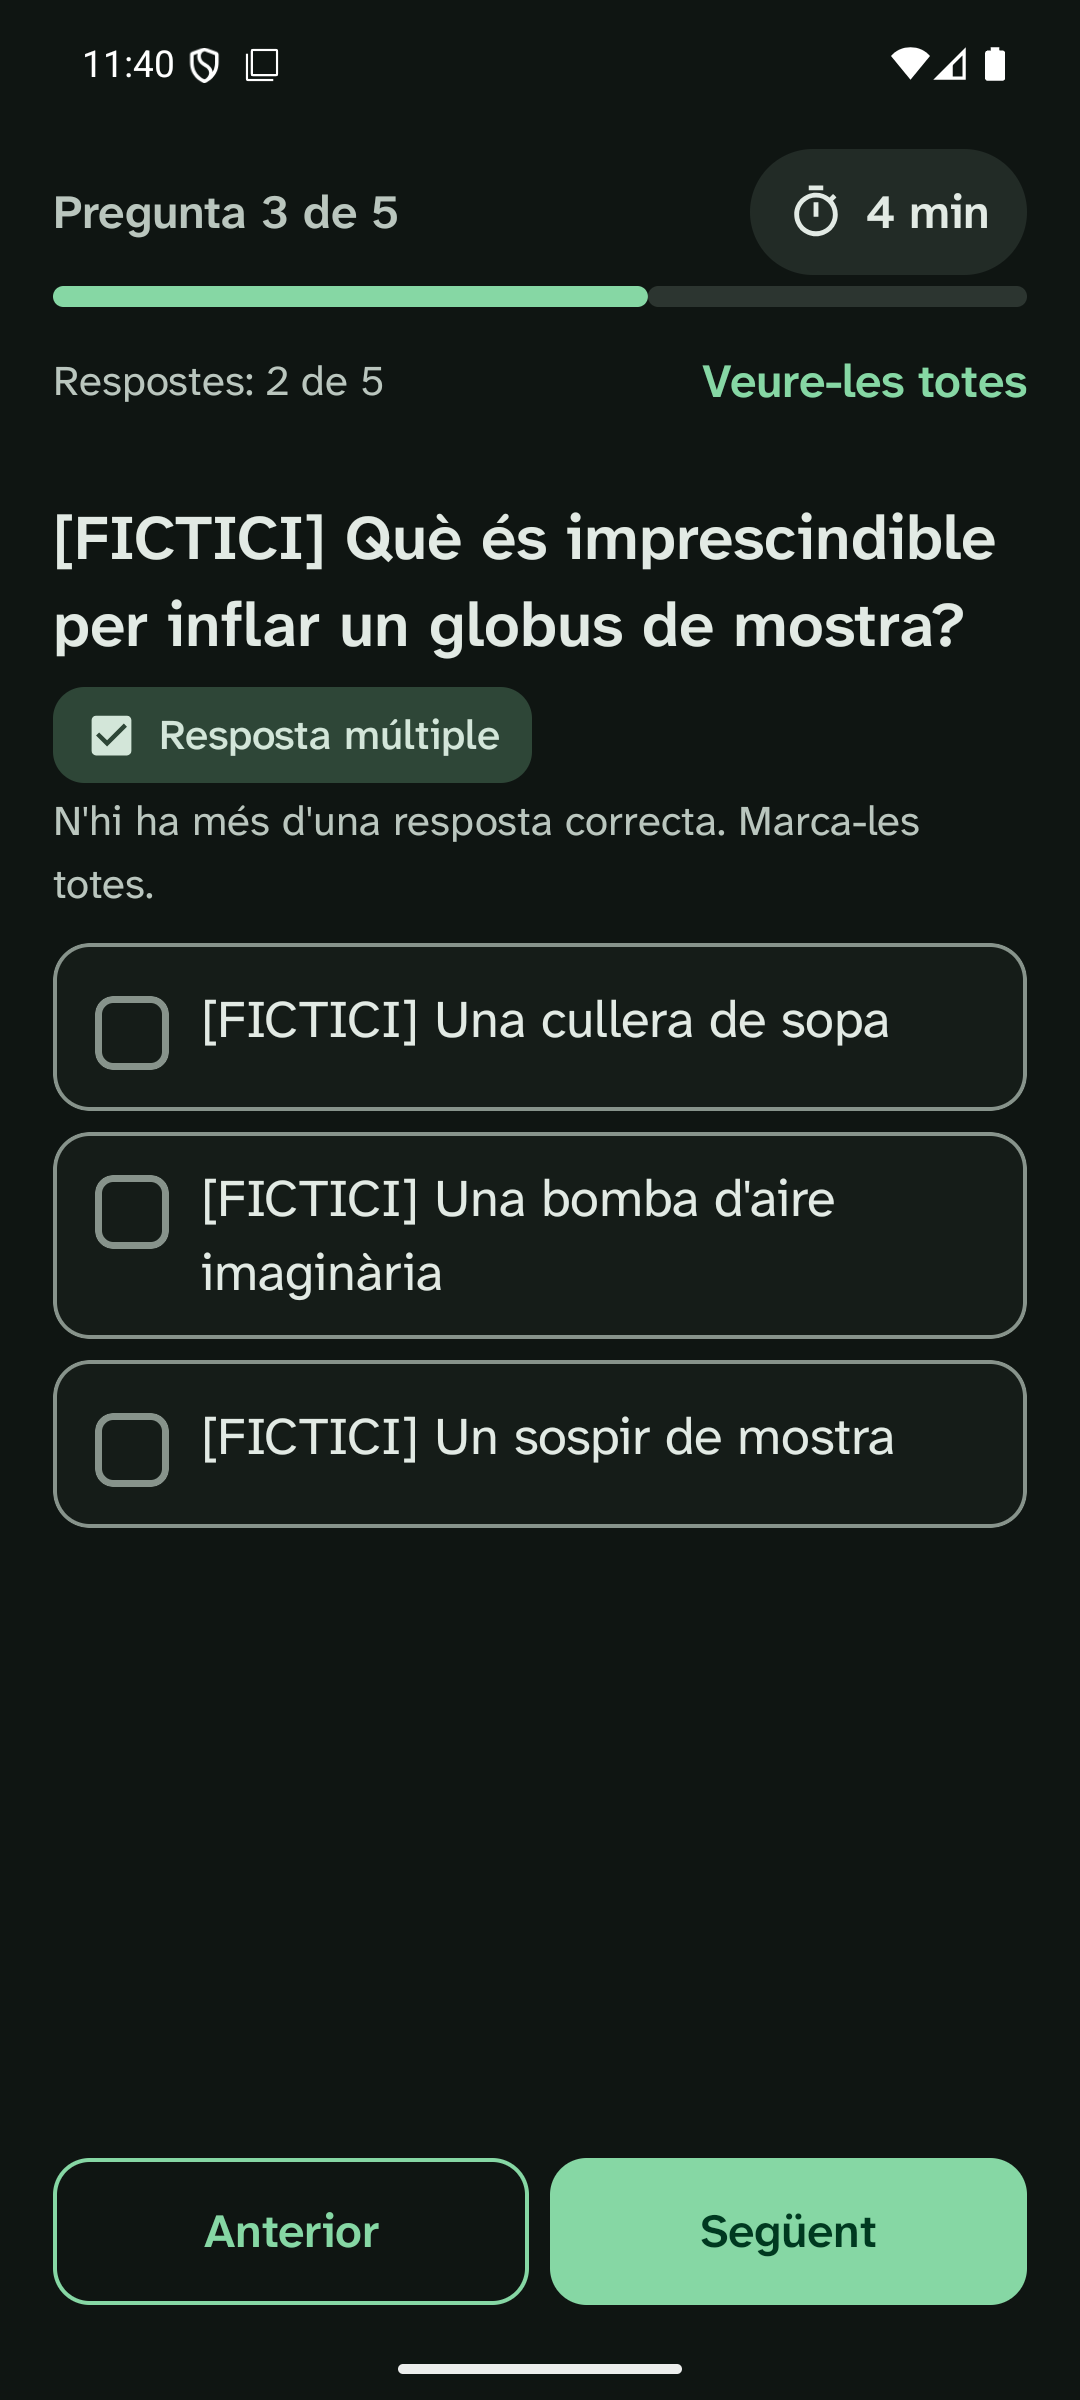 11:40
Pregunta 3 de 5
4 min
Respostes: 2 de 5
Veure-les totes
[FICTICI] Què és imprescindible
per inflar un globus de mostra?
Resposta múltiple
N'hi ha més d'una resposta correcta. Marca-les
totes.
[FICTICI] Una cullera de sopa
[FICTICI] Una bomba d'aire
imaginària
[FICTICI] Un sospir de mostra
Anterior
Següent